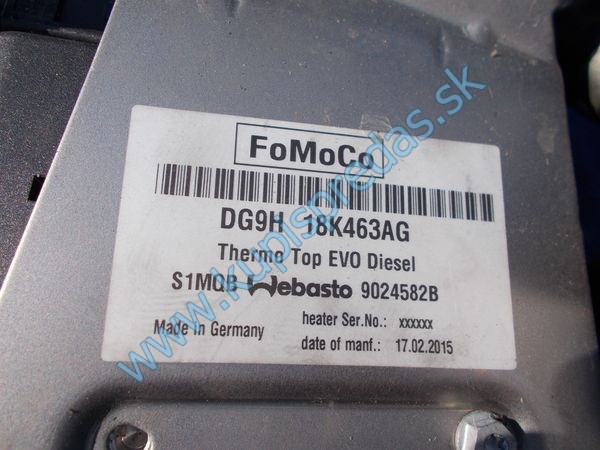 FoMoCo
DG9H 18K463AG
Thermo Top EVO Diesel
S1MQB Webasto 9024582B
heater Ser.No.: xxxxxx
Made in Germany
date of manf.: 17.02.2015
www.kupispredas.sk